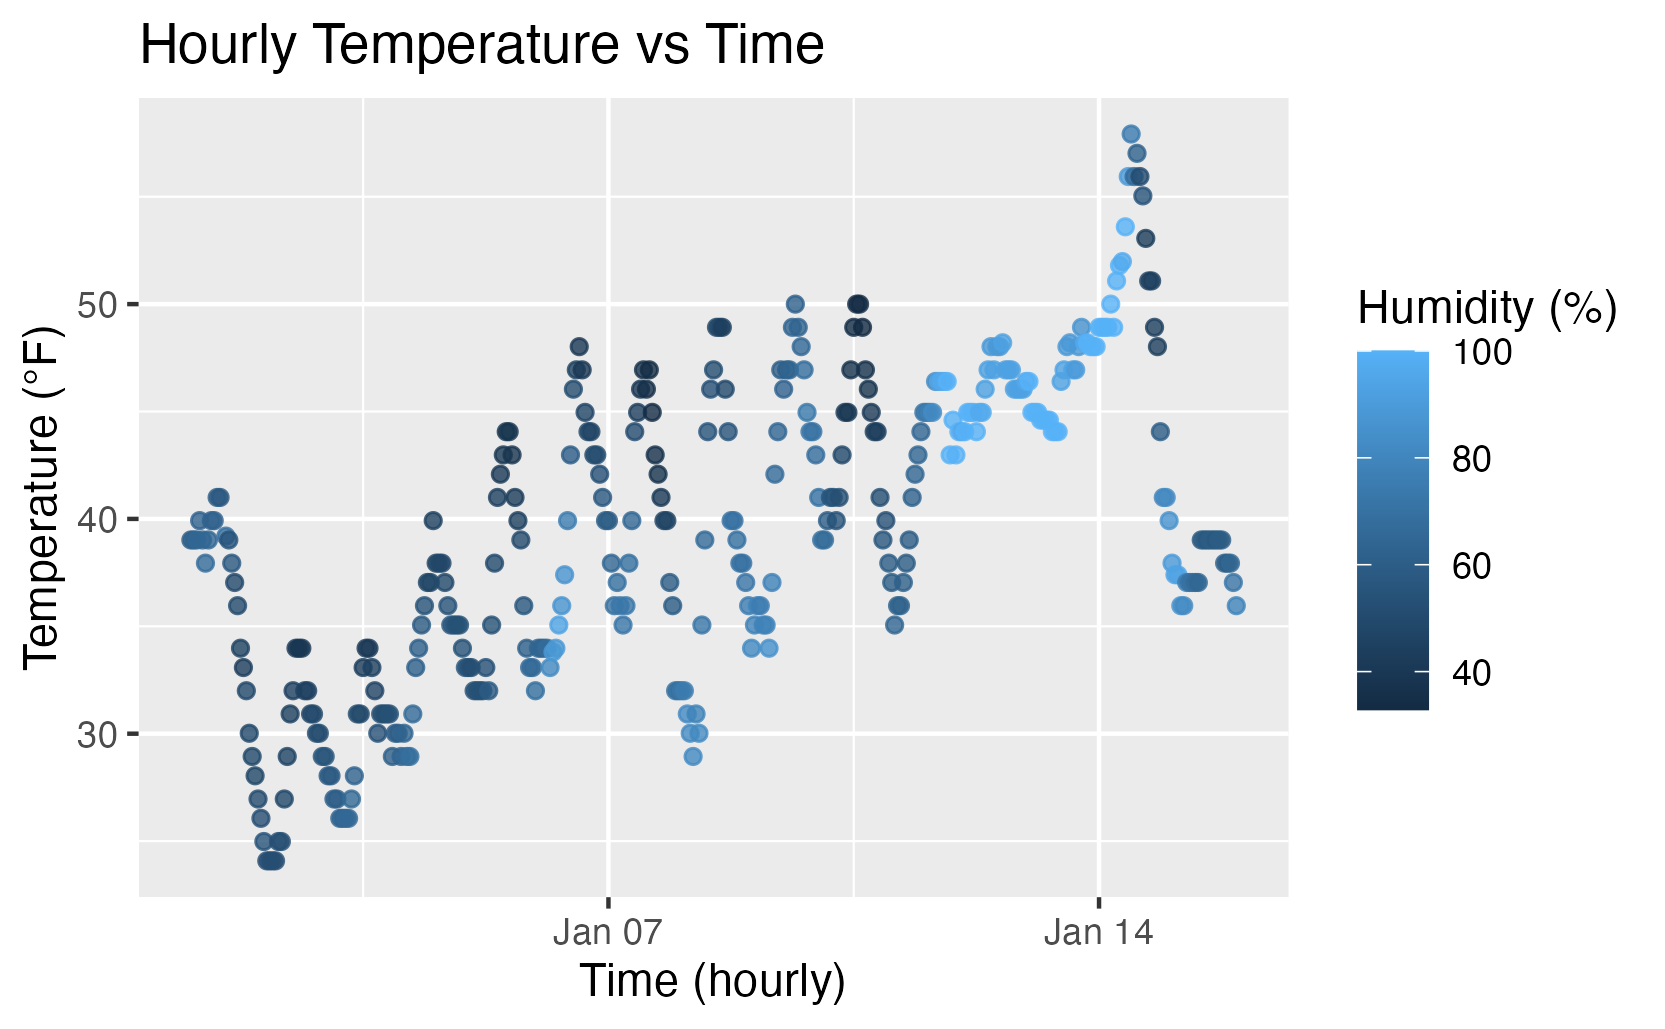 Hourly Temperature vs Time
Temperature (°F)
50
40
30
Jan 07
Jan 14
Time (hourly)
Humidity (%)
100
80
60
40